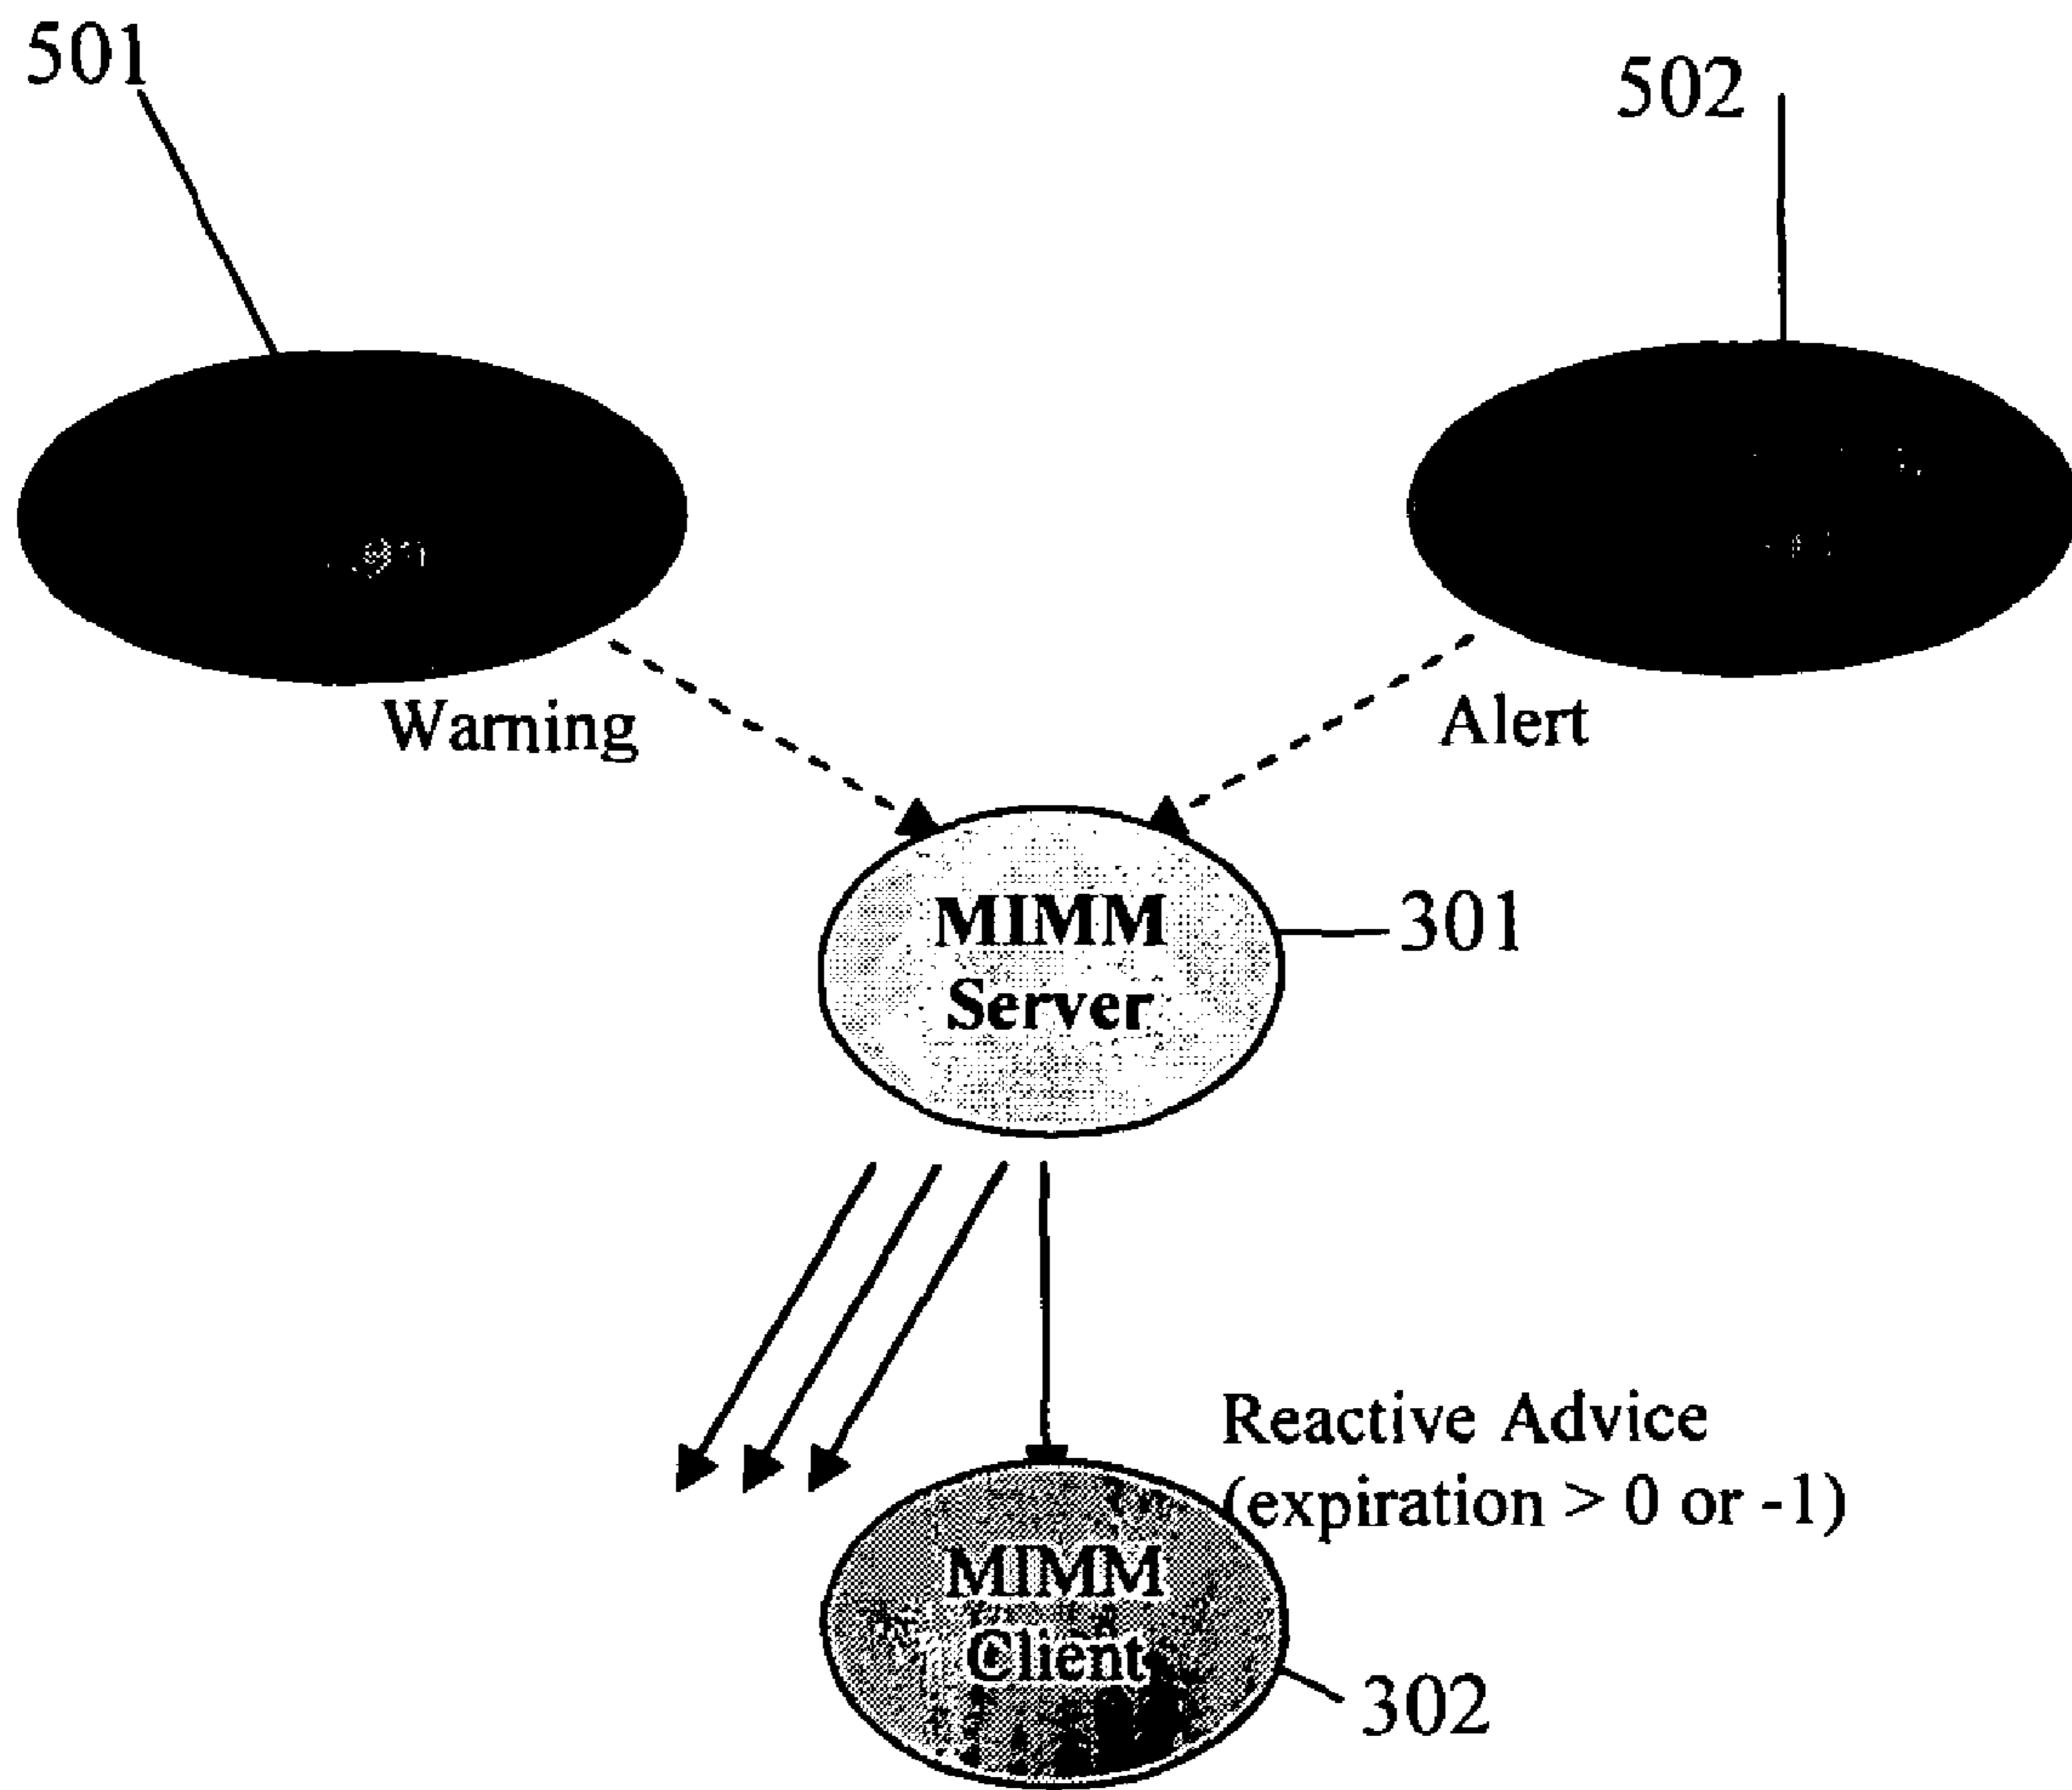 501
502
Warning
Alert
MIMM
Server
301
Reactive Advice
(expiration > 0 or -1)
MIMM
Client
302